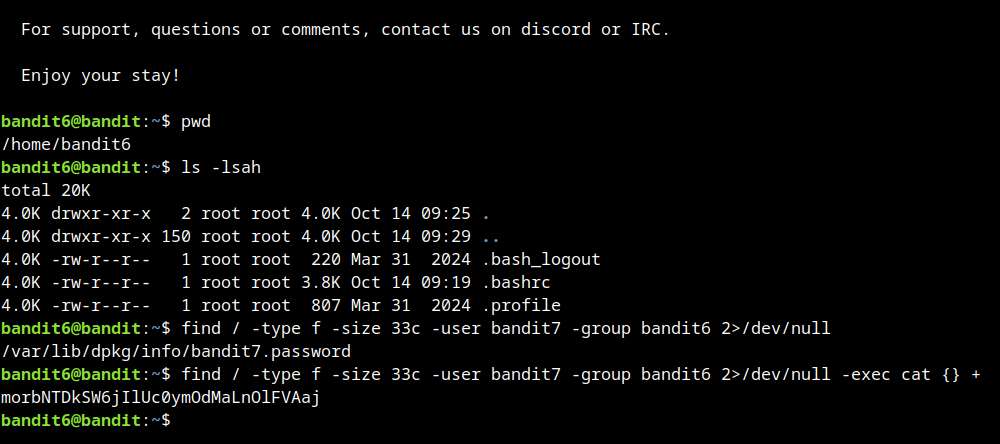 For support, questions or comments, contact us on discord or IRC.
Enjoy your stay!
bandit6@bandit:~$ pwd
/home/bandit6
bandit6@bandit:~$ ls -lsah
total 20K
4.0K drwxr-xr-x   2 root root 4.0K Oct 14 09:25 .
4.0K drwxr-xr-x 150 root root 4.0K Oct 14 09:29 ..
4.0K -rw-r--r--   1 root root  220 Mar 31  2024 .bash_logout
4.0K -rw-r--r--   1 root root 3.8K Oct 14 09:19 .bashrc
4.0K -rw-r--r--   1 root root  807 Mar 31  2024 .profile
bandit6@bandit:~$ find / -type f -size 33c -user bandit7 -group bandit6 2>/dev/null
/var/lib/dpkg/info/bandit7.password
bandit6@bandit:~$ find / -type f -size 33c -user bandit7 -group bandit6 2>/dev/null -exec cat {} +
morbNTDkSW6jIlUc0ymOdMaLnOlFVAaj
bandit6@bandit:~$